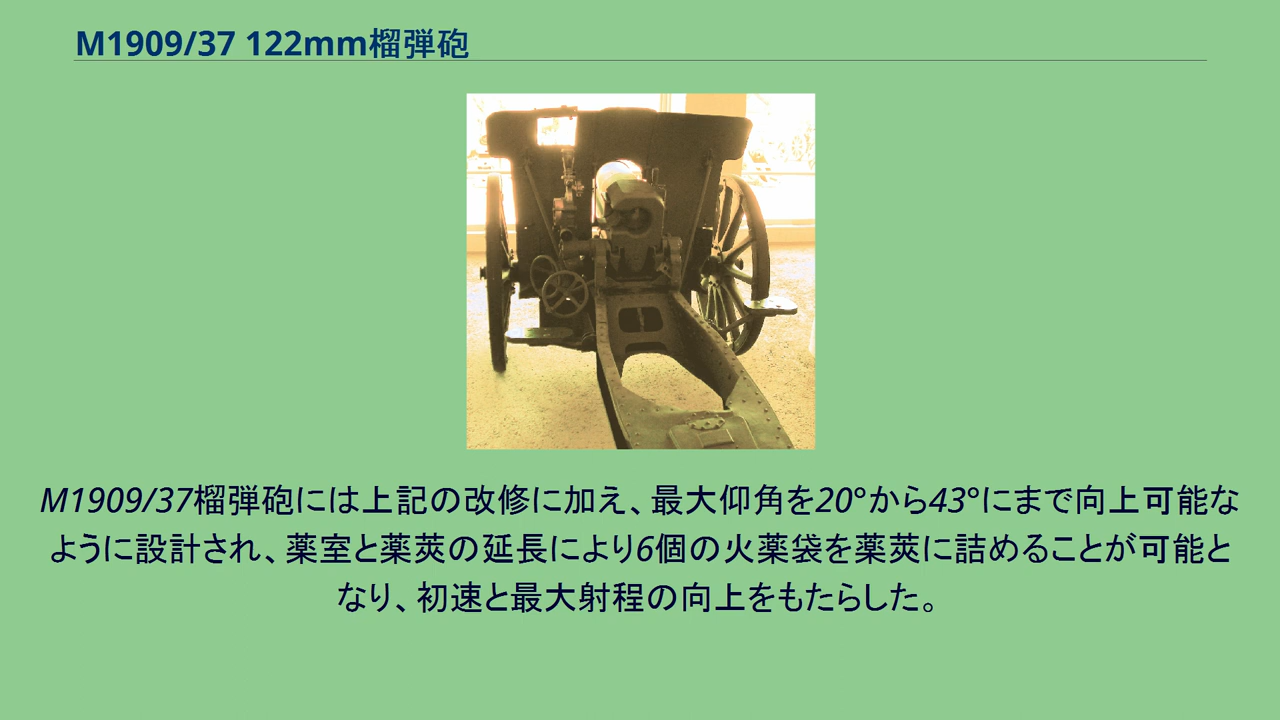 M1909/37 122mm榴弾砲
M1909/37榴弾砲には上記の改修に加え、最大仰角を20°から43°にまで向上可能な
ように設計され、薬室と薬莢の延長により6個の火薬袋を薬莢に詰めることが可能と
なり、初速と最大射程の向上をもたらした。